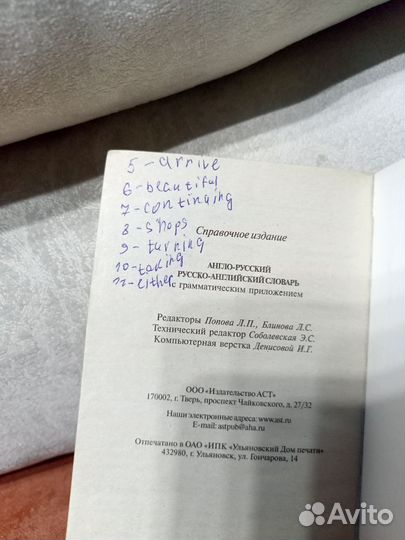 5 - arrive
6 - beautiful
7 - continuing
8 - shops
Справочное издание
9 - turning
АНГЛО-РУССКИЙ
10 - taking
РУССКО-АНГЛИЙСКИЙ СЛОВАРЬ
12 - either
с грамматическим приложением
Редакторы Попова Л.П., Блинова Л.С.
Технический редактор Соболевская Э.С.
Компьютерная верстка Денисовой И.Г.
ООО «Издательство АСТ»
170002, г. Тверь, проспект Чайковского, д. 27/32
Наши электронные адреса: www.ast.ru
E-mail: astpub@aha.ru
Отпечатано в ОАО «ИПК «Ульяновский Дом печати»
432980, г. Ульяновск, ул. Гончарова, 14
Avito